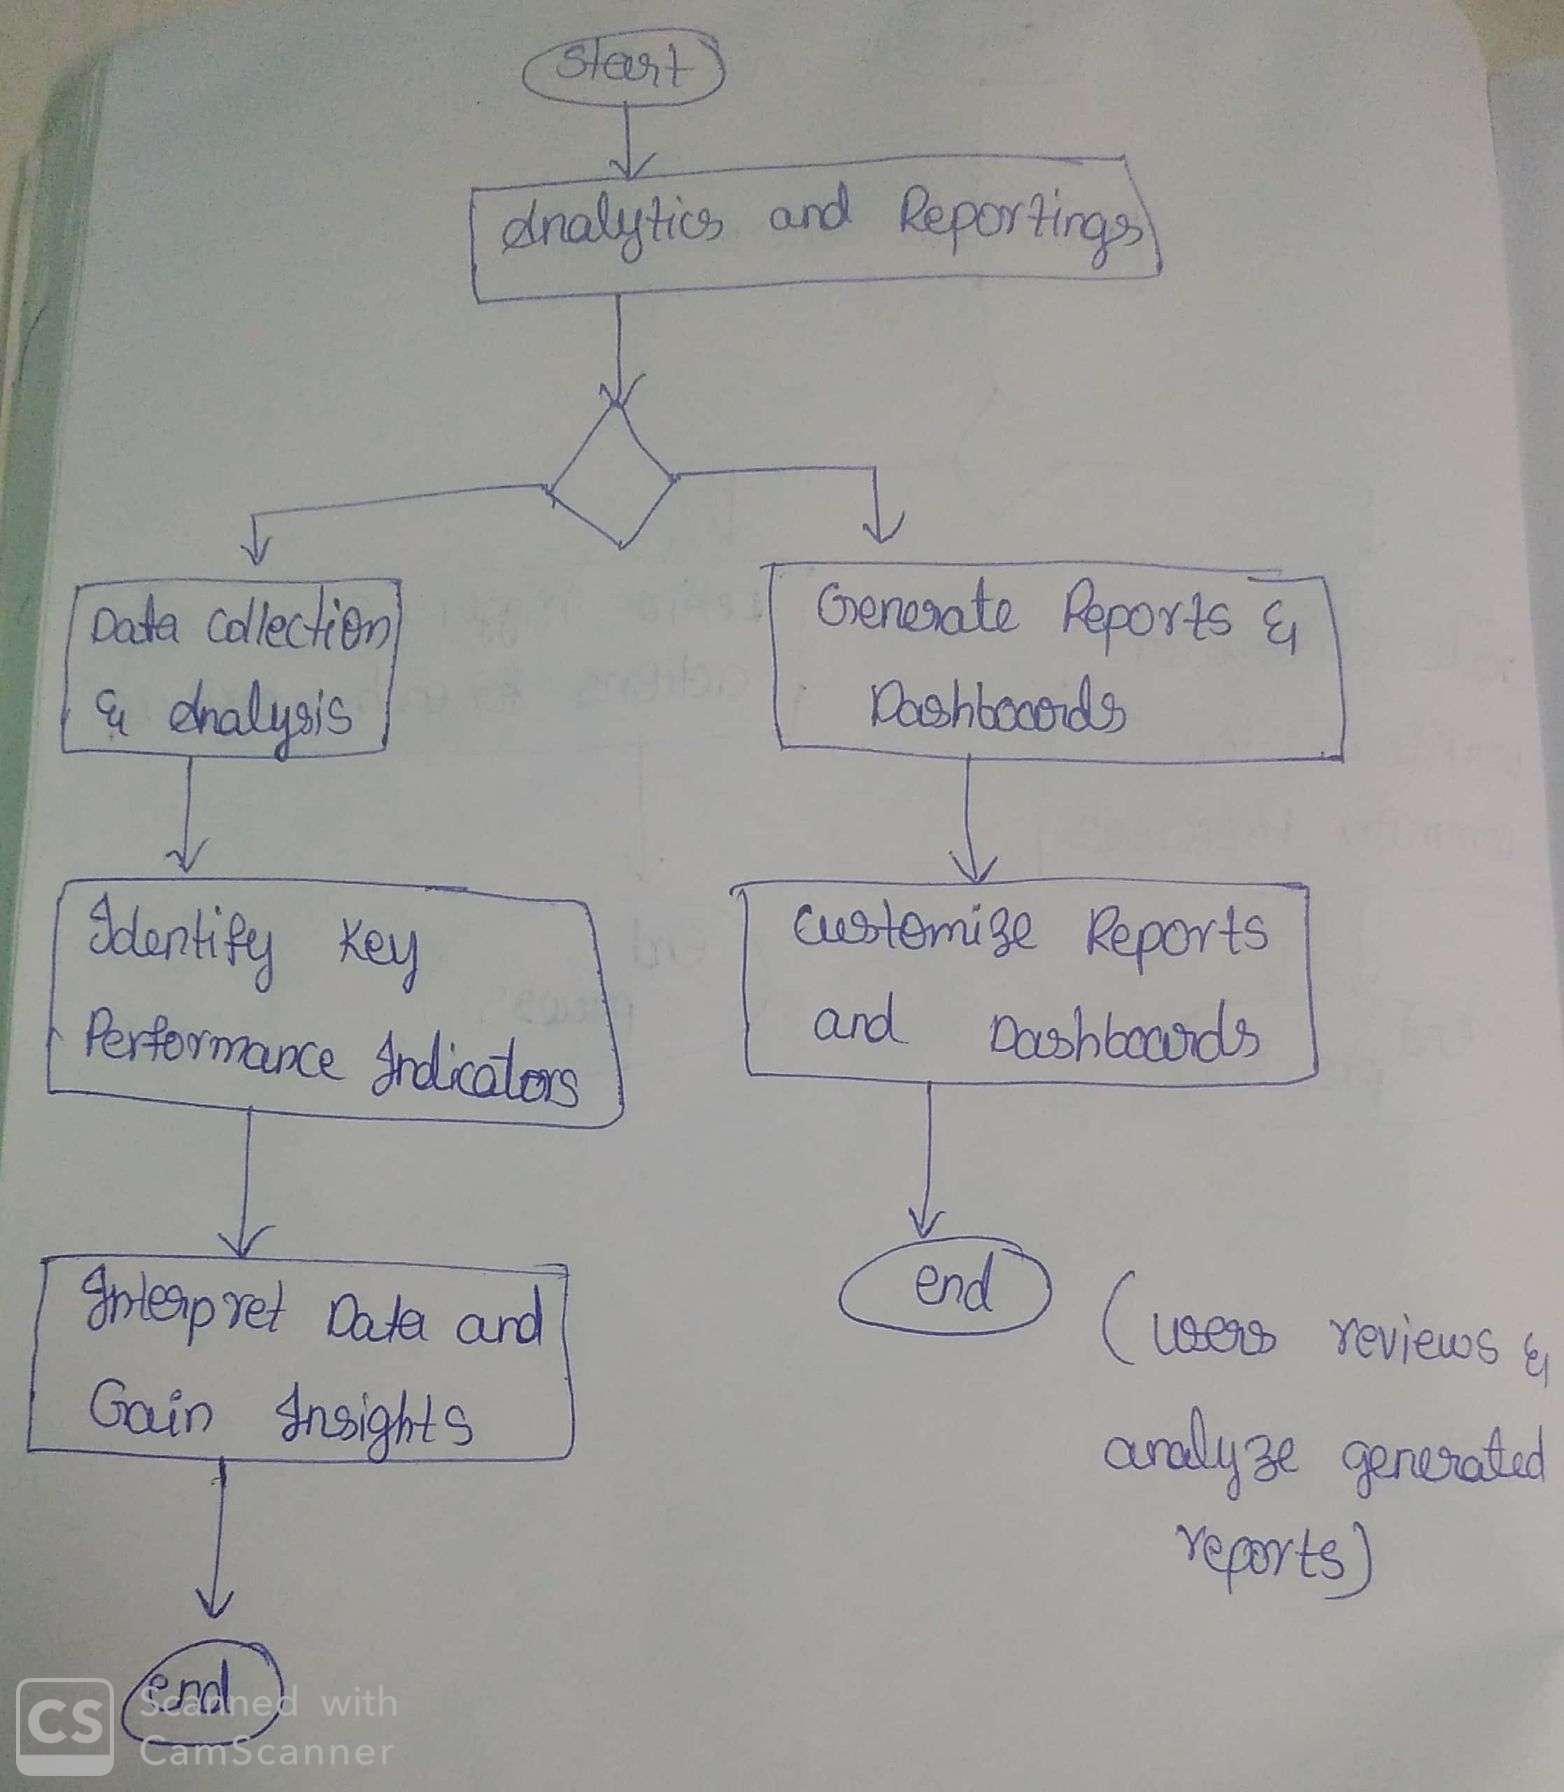 Start
Analytics and Reportings
Data Collection
& Analysis
Identify Key
Performance Indicators
Interpret Data and
Gain Insights
end
Generate Reports &
Dashboards
Customize Reports
and Dashboards
end
(users reviews &
analyze generated
reports)
CS
Scanned with
CamScanner